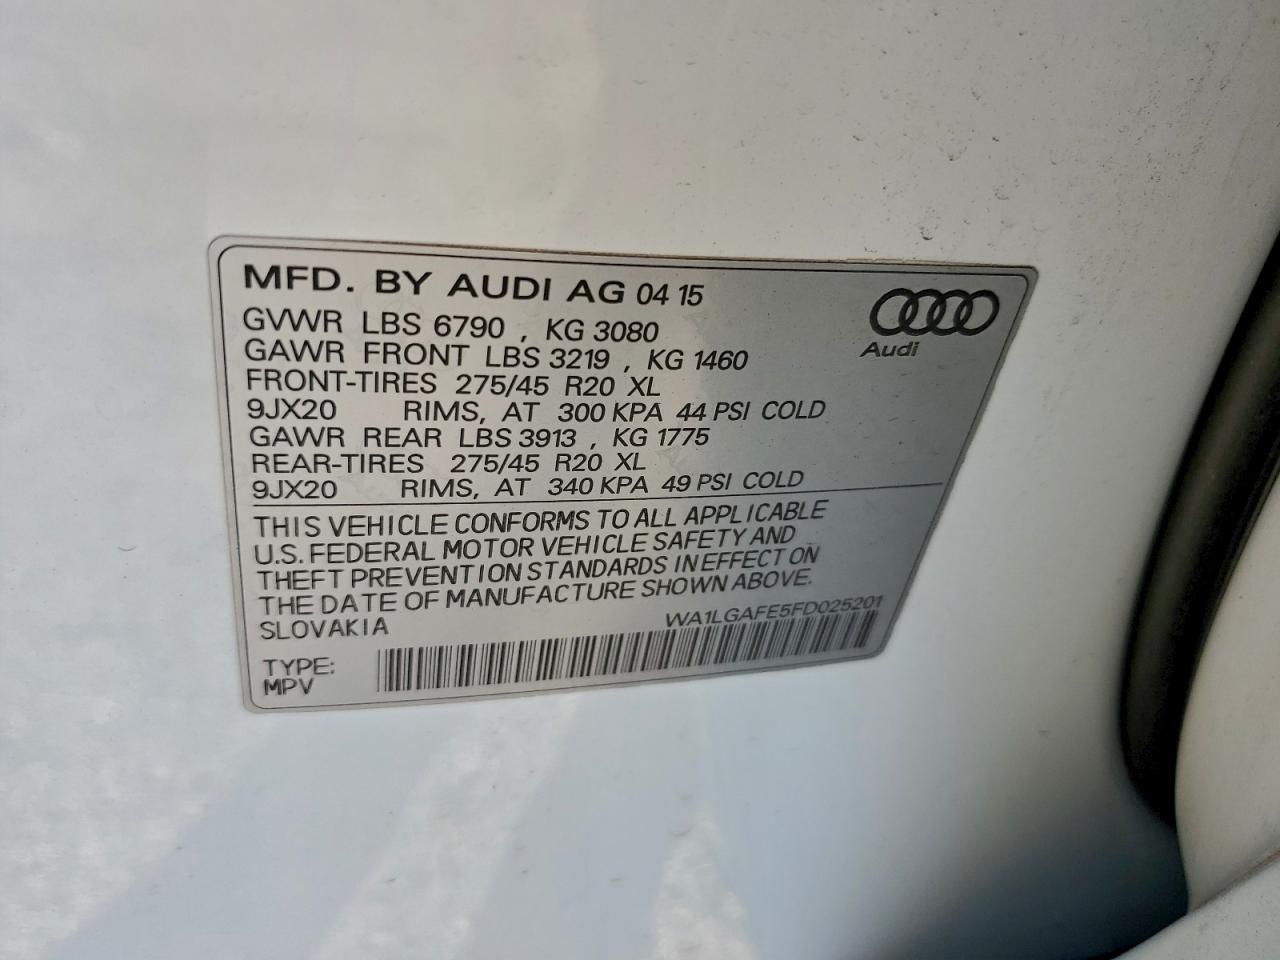 MFD. BY AUDI AG 04 15
GVWR LBS 6790 , KG 3080
GAWR FRONT LBS 3219 , KG 1460
Audi
FRONT-TIRES 275/45 R20 XL
9JX20 RIMS, AT 300 KPA 44 PSI COLD
GAWR REAR LBS 3913 , KG 1775
REAR-TIRES 275/45 R20 XL
9JX20 RIMS, AT 340 KPA 49 PSI COLD
THIS VEHICLE CONFORMS TO ALL APPLICABLE
U.S. FEDERAL MOTOR VEHICLE SAFETY AND
THEFT PREVENTION STANDARDS IN EFFECT ON
THE DATE OF MANUFACTURE SHOWN ABOVE.
SLOVAKIA WA1LGAFE5FD025201
TYPE:
MPV